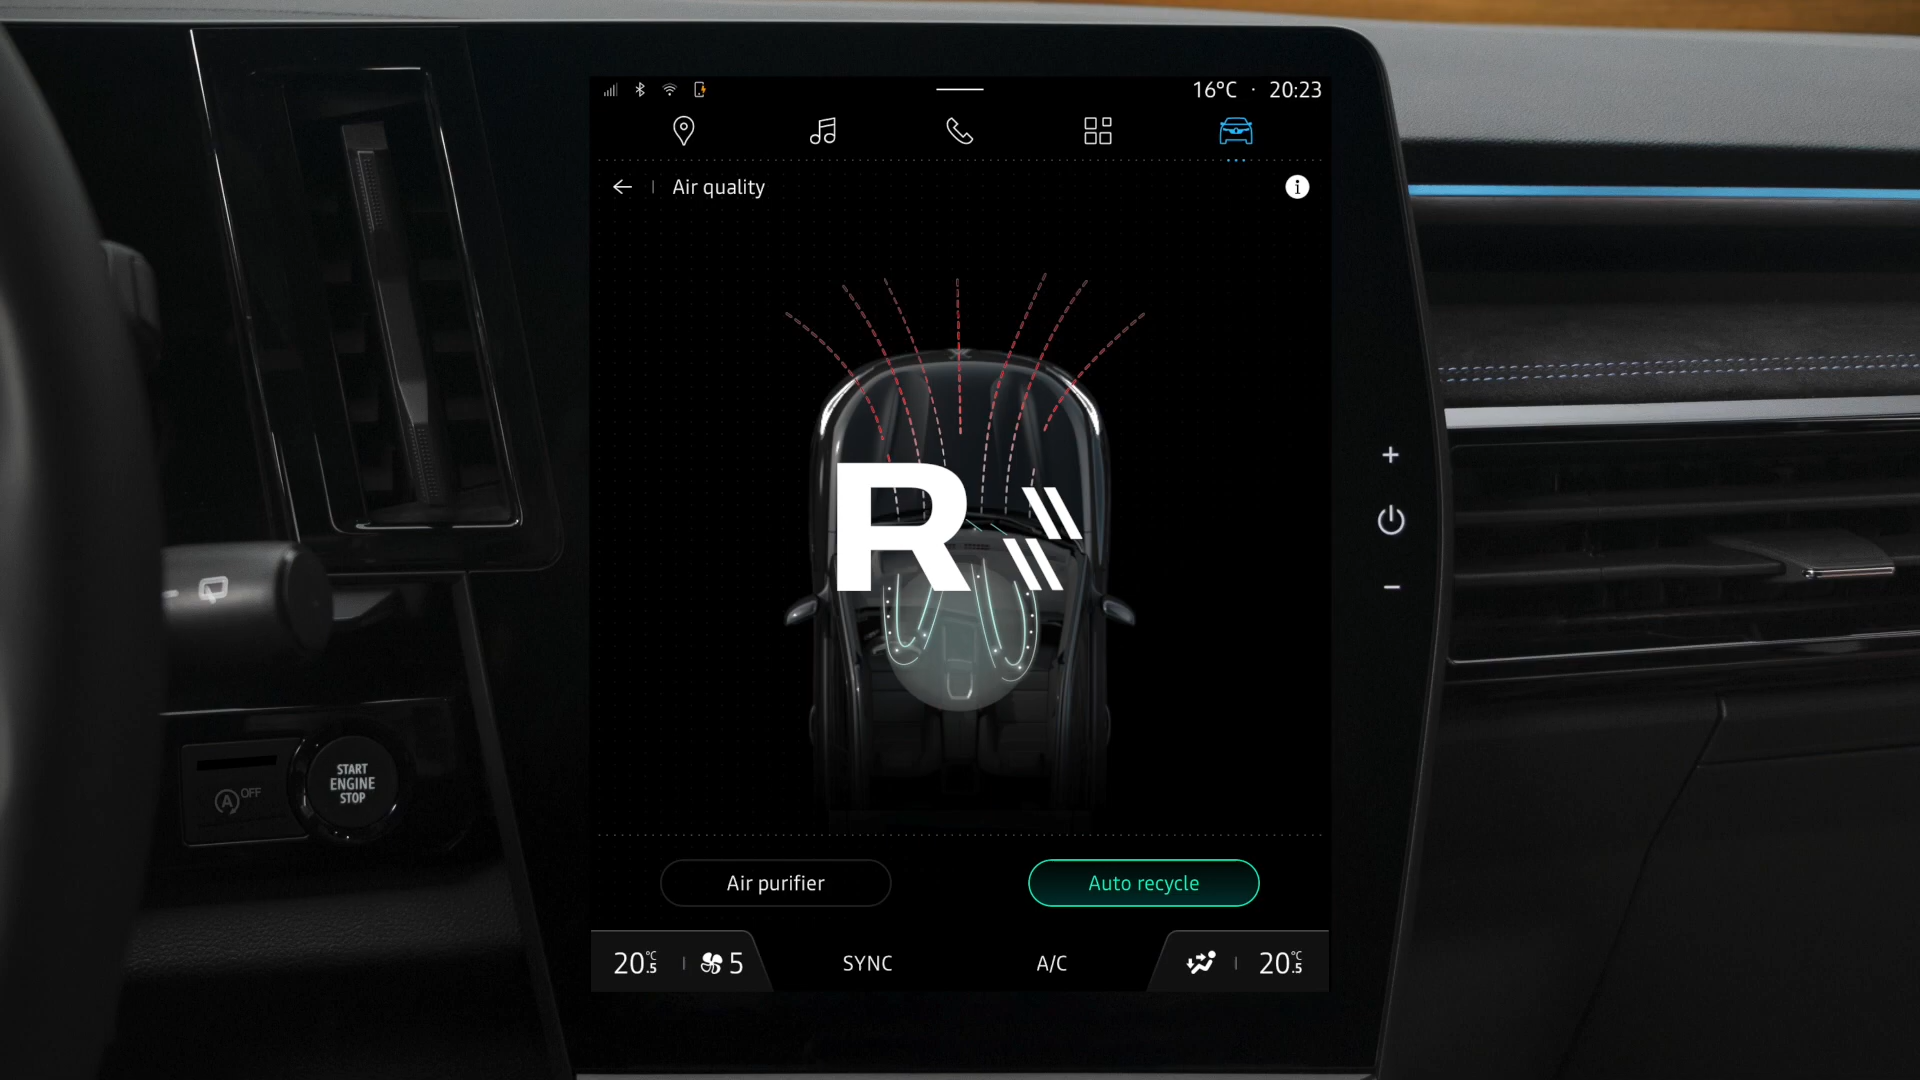 16°C · 20:23
Air quality
R
START
ENGINE
STOP
A OFF
Air purifier
Auto recycle
20.5°C
5
SYNC
A/C
20.5°C